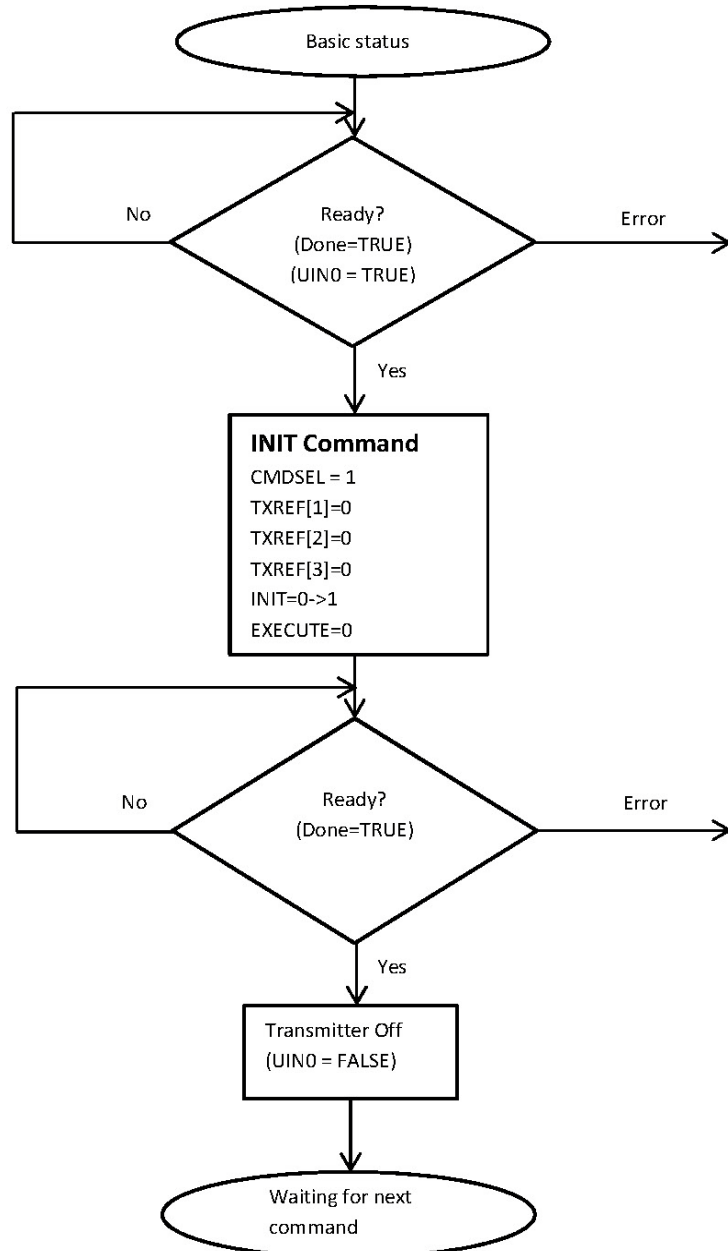 Basic status
No
Ready?
(Done=TRUE)
(UIN0 = TRUE)
Error
Yes
INIT Command
CMDSEL = 1
TXREF[1]=0
TXREF[2]=0
TXREF[3]=0
INIT=0->1
EXECUTE=0
No
Ready?
(Done=TRUE)
Error
Yes
Transmitter Off
(UIN0 = FALSE)
Waiting for next
command